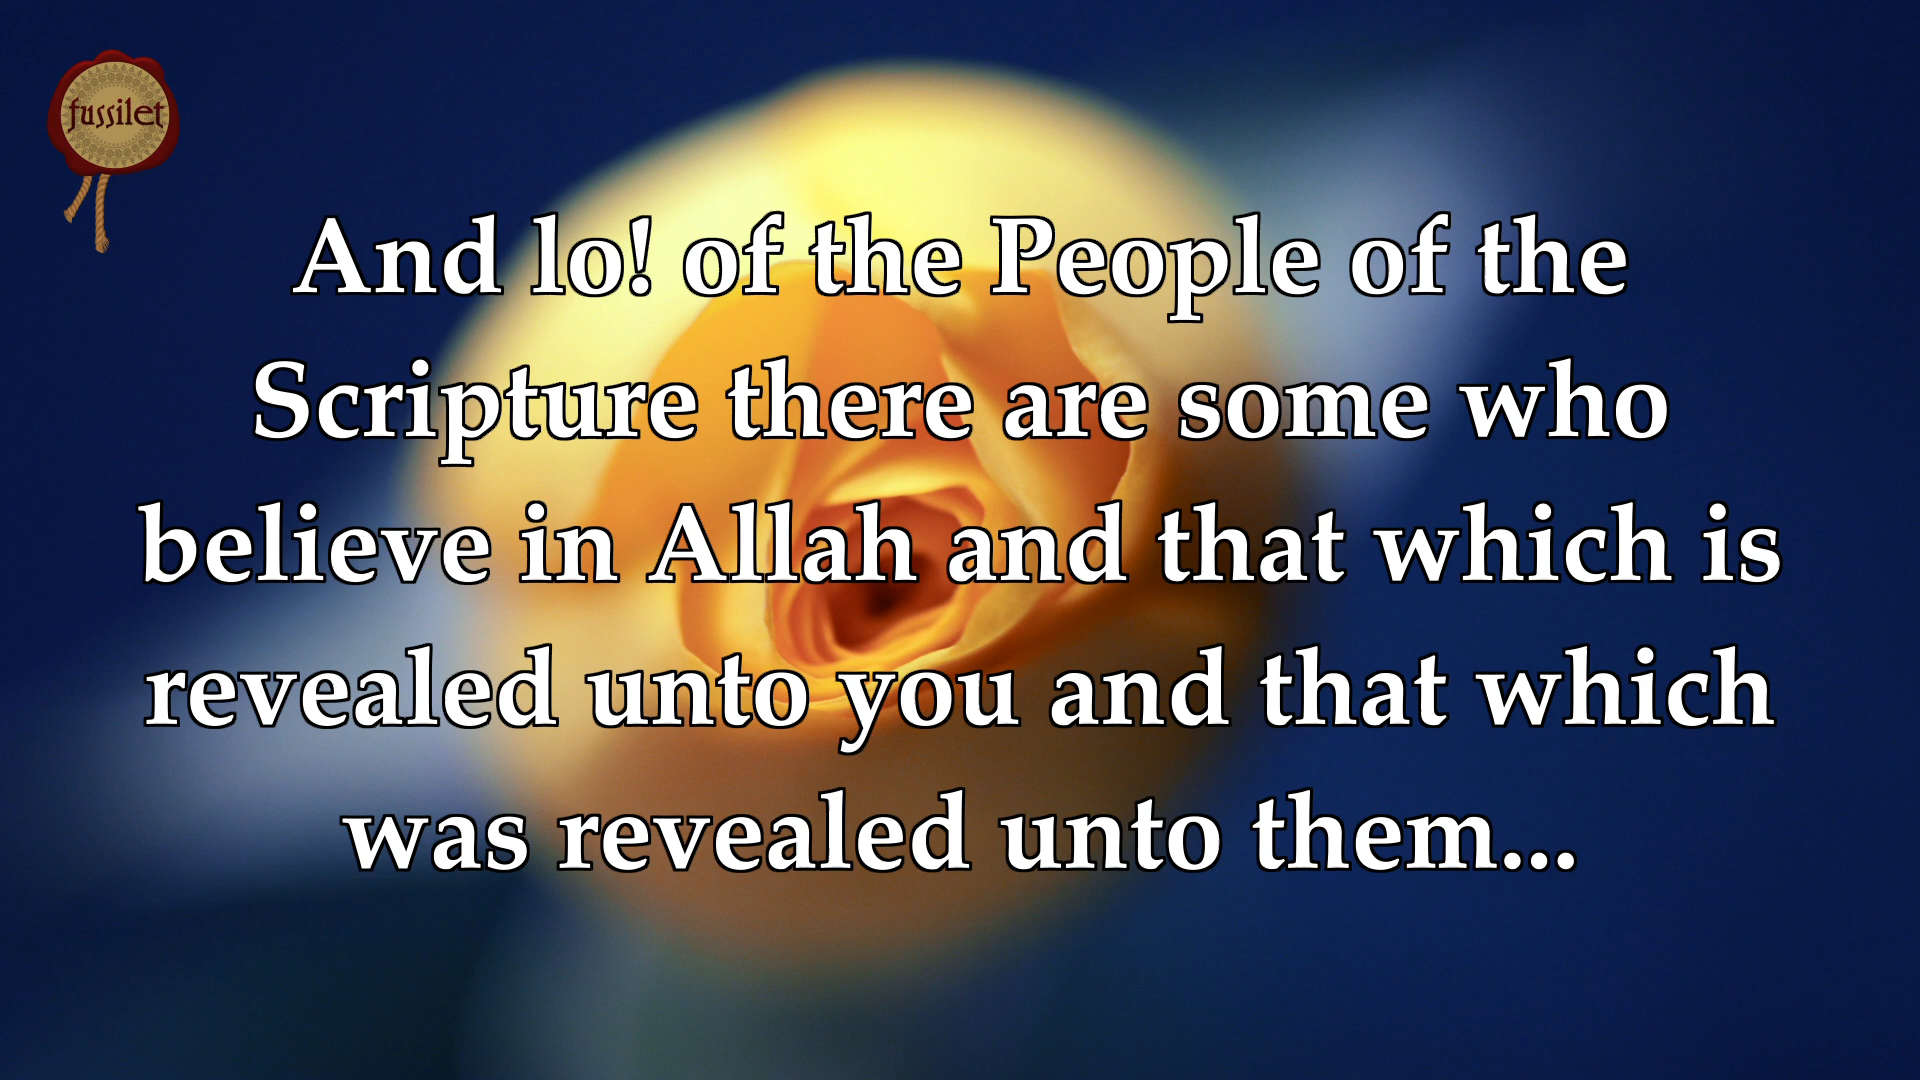 fussilet
And lo! of the People of the
Scripture there are some who
believe in Allah and that which is
revealed unto you and that which
was revealed unto them...